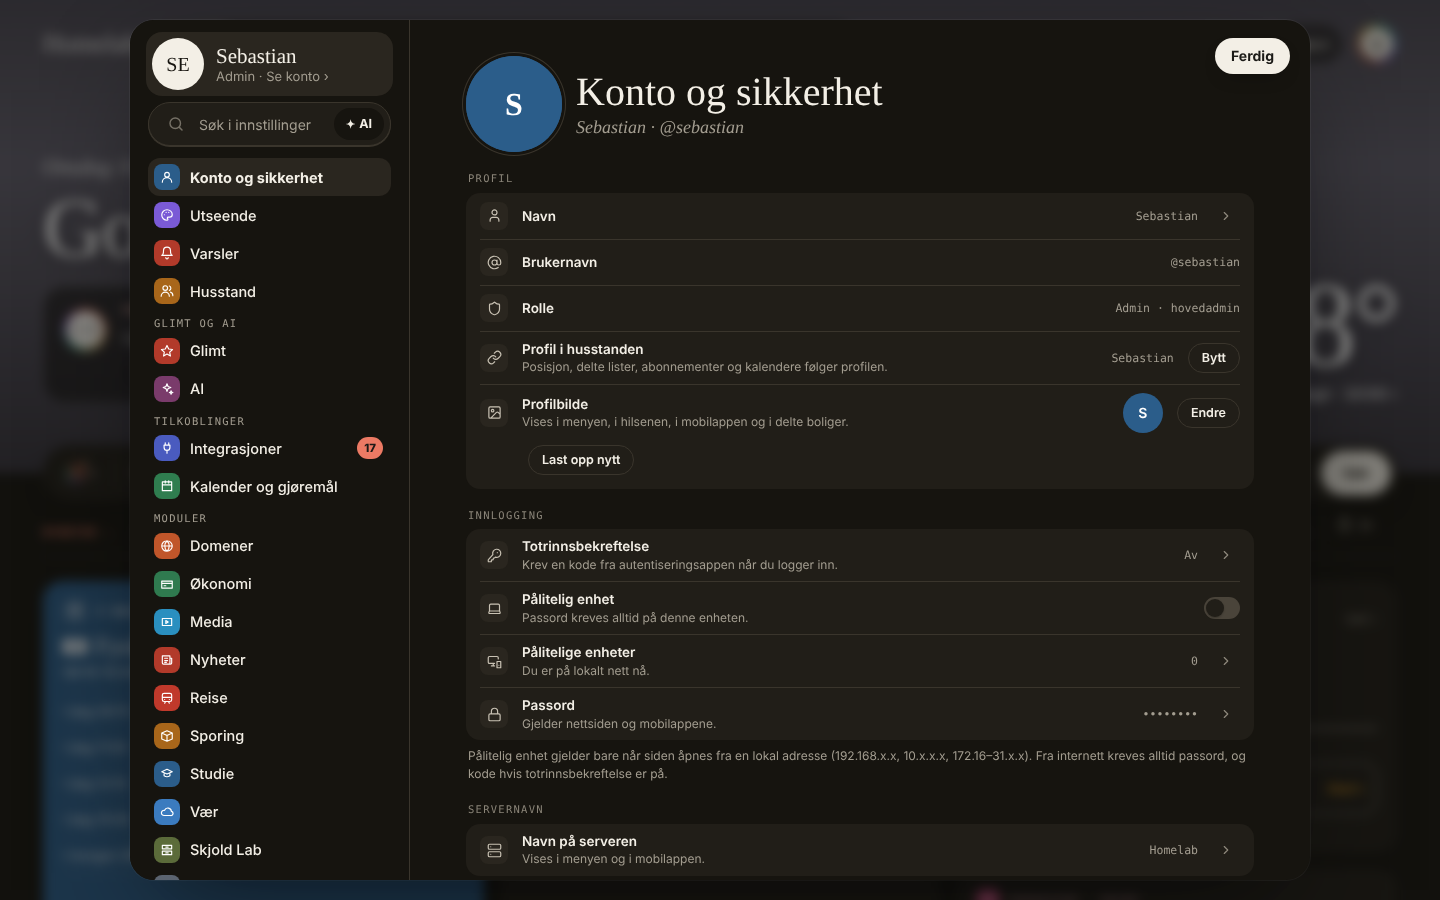 SE
Sebastian
Admin · Se konto ›
Søk i innstillinger
✦ AI
Konto og sikkerhet
Utseende
Varsler
Husstand
GLIMT OG AI
Glimt
AI
TILKOBLINGER
Integrasjoner
17
Kalender og gjøremål
MODULER
Domener
Økonomi
Media
Nyheter
Reise
Sporing
Studie
Vær
Skjold Lab
Ferdig
S
Konto og sikkerhet
Sebastian · @sebastian
PROFIL
Navn
Sebastian
Brukernavn
@sebastian
Rolle
Admin · hovedadmin
Profil i husstanden
Posisjon, delte lister, abonnementer og kalendere følger profilen.
Sebastian
Bytt
Profilbilde
Vises i menyen, i hilsenen, i mobilappen og i delte boliger.
S
Endre
Last opp nytt
INNLOGGING
Totrinnsbekreftelse
Krev en kode fra autentiseringsappen når du logger inn.
Av
Pålitelig enhet
Passord kreves alltid på denne enheten.
Pålitelige enheter
Du er på lokalt nett nå.
0
Passord
Gjelder nettsiden og mobilappene.
••••••••
Pålitelig enhet gjelder bare når siden åpnes fra en lokal adresse (192.168.x.x, 10.x.x.x, 172.16–31.x.x). Fra internett kreves alltid passord, og
kode hvis totrinnsbekreftelse er på.
SERVERNAVN
Navn på serveren
Vises i menyen og i mobilappen.
Homelab
8°